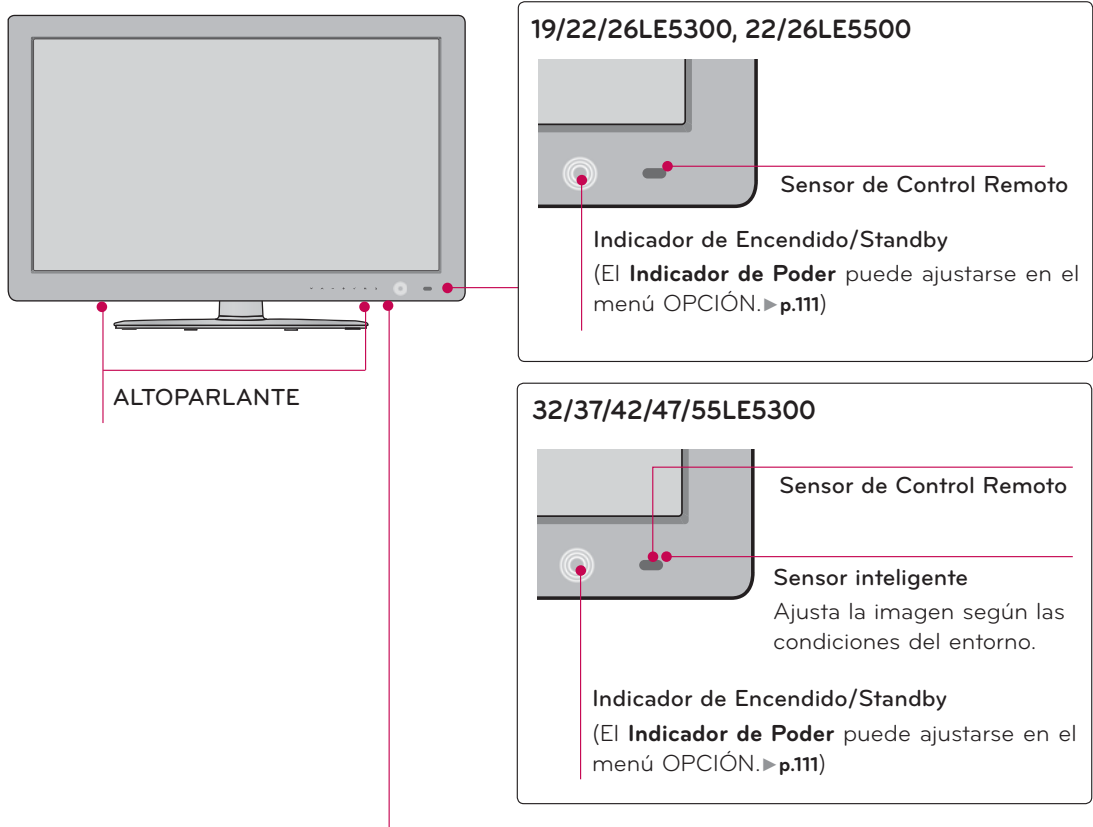 19/22/26LE5300, 22/26LE5500
Sensor de Control Remoto
Indicador de Encendido/Standby
(El Indicador de Poder puede ajustarse en el
menú OPCIÓN.►p.111)
ALTOPARLANTE
32/37/42/47/55LE5300
Sensor de Control Remoto
Sensor inteligente
Ajusta la imagen según las
condiciones del entorno.
Indicador de Encendido/Standby
(El Indicador de Poder puede ajustarse en el
menú OPCIÓN.►p.111)